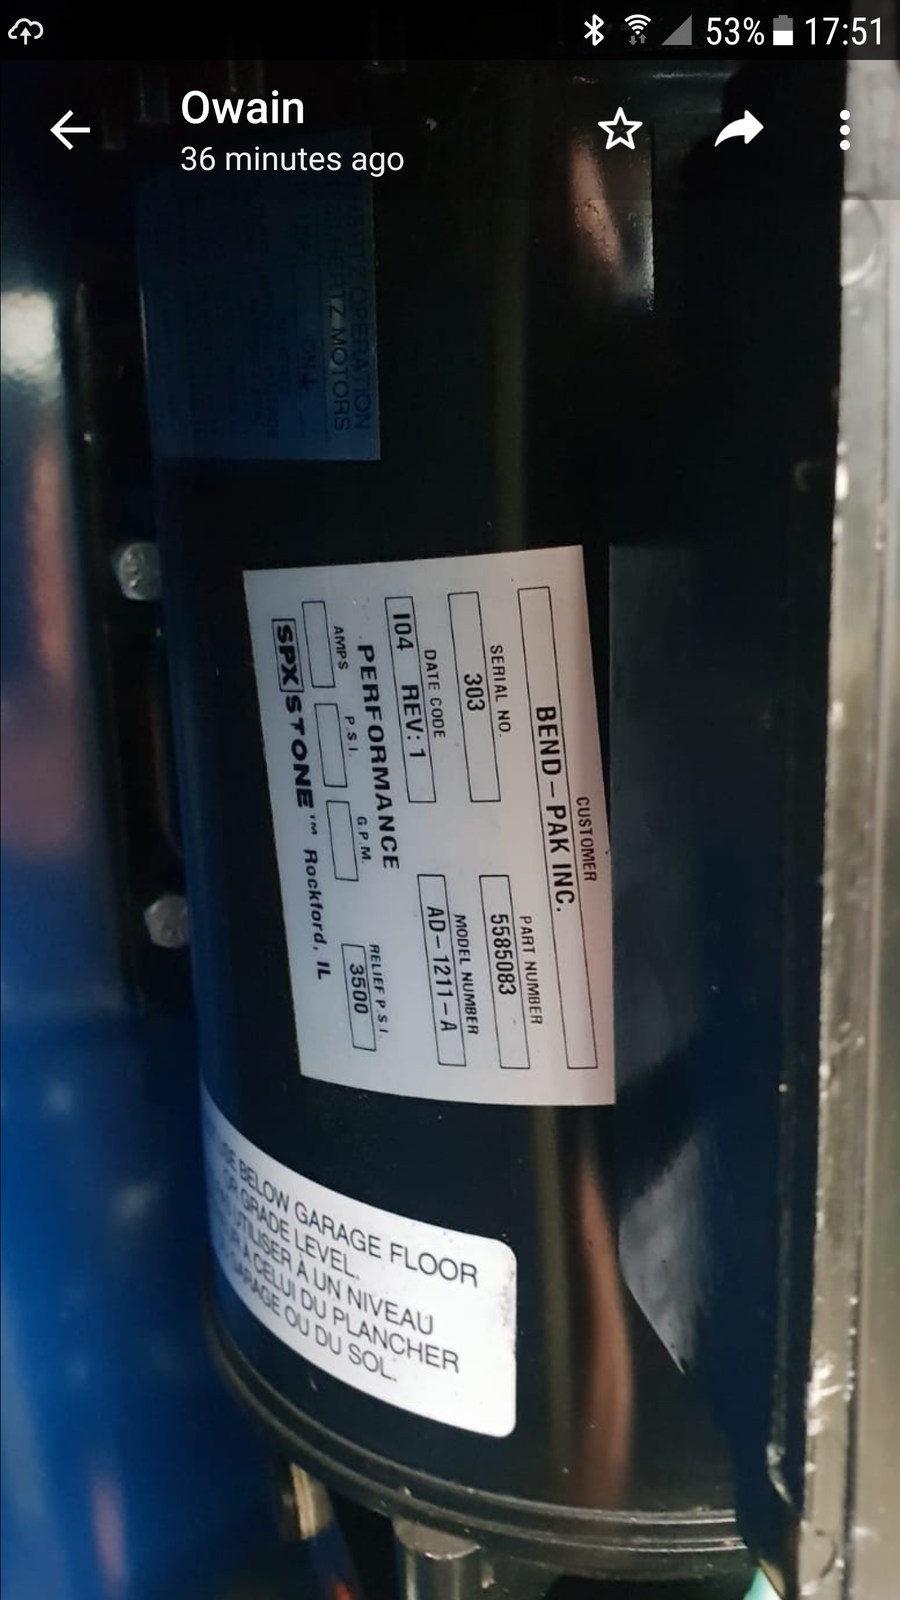 53% 17:51
Owain
36 minutes ago
OPERATION
HERTZ MOTORS
CUSTOMER
BEND-PAK INC.
SERIAL NO.
PART NUMBER
303
5585083
DATE CODE
MODEL NUMBER
104 REV:1
AD-1211-A
PERFORMANCE
RELIEF P.S.I.
AMPS
P.S.I.
G.P.M.
3500
SPX STONE™ Rockford, IL
BELOW GARAGE FLOOR
OR GRADE LEVEL.
UTILISER À UN NIVEAU
À CELUI DU PLANCHER
GARAGE OU DU SOL.